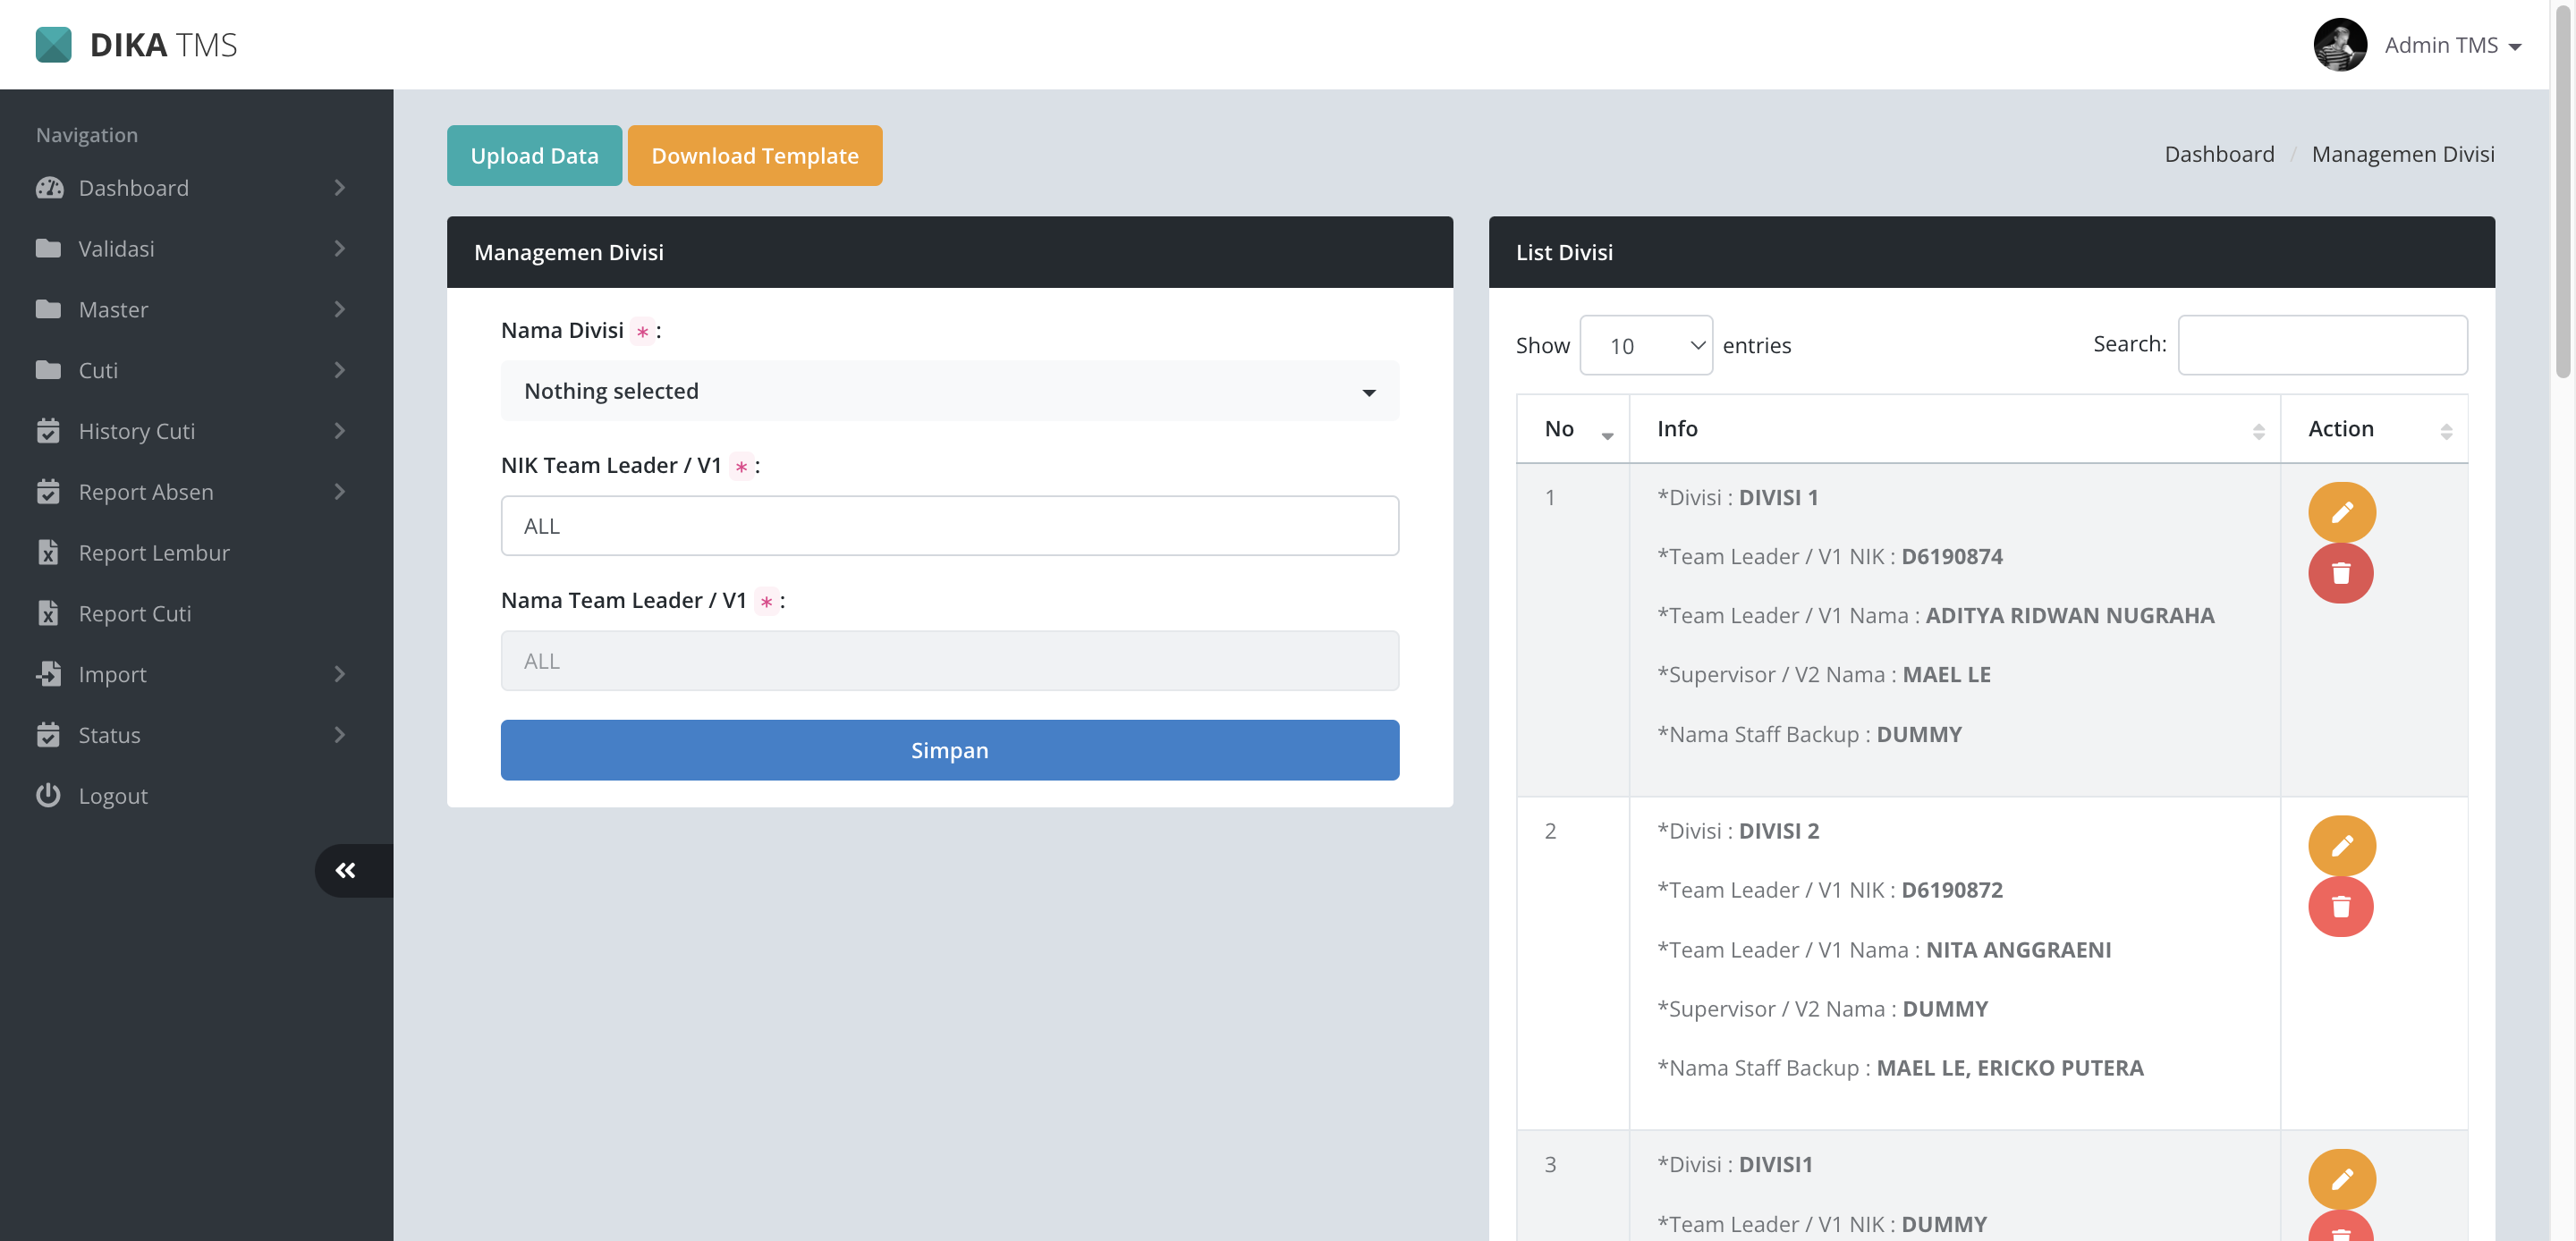 DIKA TMS
Admin TMS
Navigation
Dashboard
Validasi
Master
Cuti
History Cuti
Report Absen
Report Lembur
Report Cuti
Import
Status
Logout
Upload Data
Download Template
Dashboard / Managemen Divisi
Managemen Divisi
Nama Divisi *:
Nothing selected
NIK Team Leader / V1 *:
ALL
Nama Team Leader / V1 *:
ALL
Simpan
List Divisi
Show 10 entries
Search:
No Info Action
1
*Divisi : DIVISI 1
*Team Leader / V1 NIK : D6190874
*Team Leader / V1 Nama : ADITYA RIDWAN NUGRAHA
*Supervisor / V2 Nama : MAEL LE
*Nama Staff Backup : DUMMY
2
*Divisi : DIVISI 2
*Team Leader / V1 NIK : D6190872
*Team Leader / V1 Nama : NITA ANGGRAENI
*Supervisor / V2 Nama : DUMMY
*Nama Staff Backup : MAEL LE, ERICKO PUTERA
3
*Divisi : DIVISI1
*Team Leader / V1 NIK : DUMMY